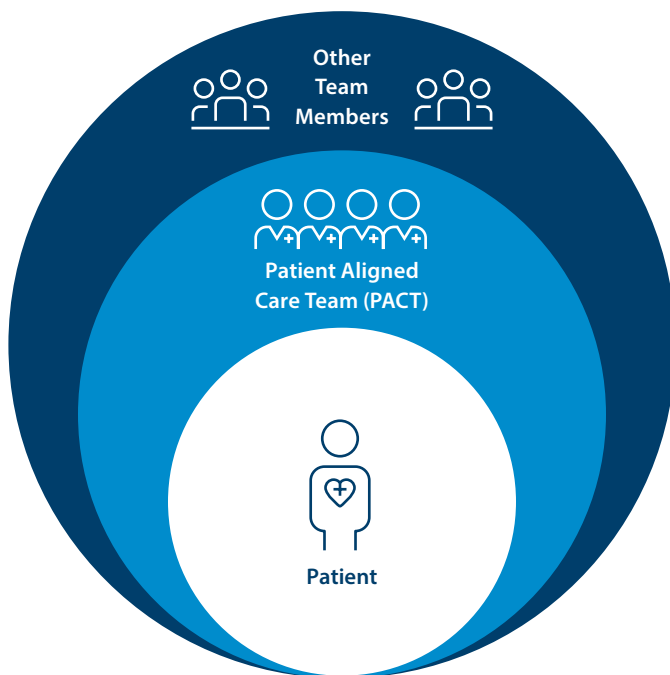 Other
Team
Members
Patient Aligned
Care Team (PACT)
Patient